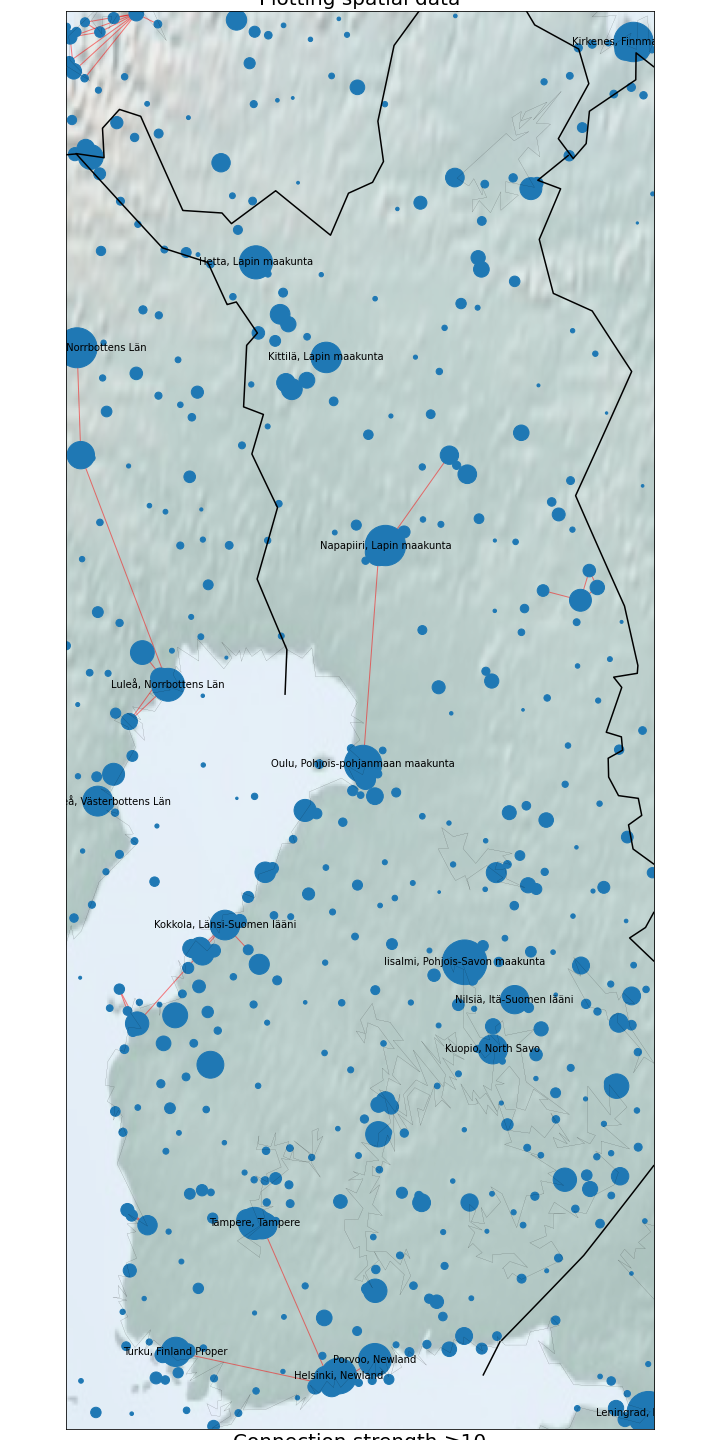 Plotting spatial data
Kirkenes, Finnma
Hetta, Lapin maakunta
Norrbottens Län
Kittilä, Lapin maakunta
Napapiiri, Lapin maakunta
Luleå, Norrbottens Län
Oulu, Pohjois-pohjanmaan maakunta
eå, Västerbottens Län
Kokkola, Länsi-Suomen lääni
Iisalmi, Pohjois-Savon maakunta
Nilsiä, Itä-Suomen lääni
Kuopio, North Savo
Tampere, Tampere
Turku, Finland Proper
Porvoo, Newland
Helsinki, Newland
Leningrad,
Connection strength ≥10